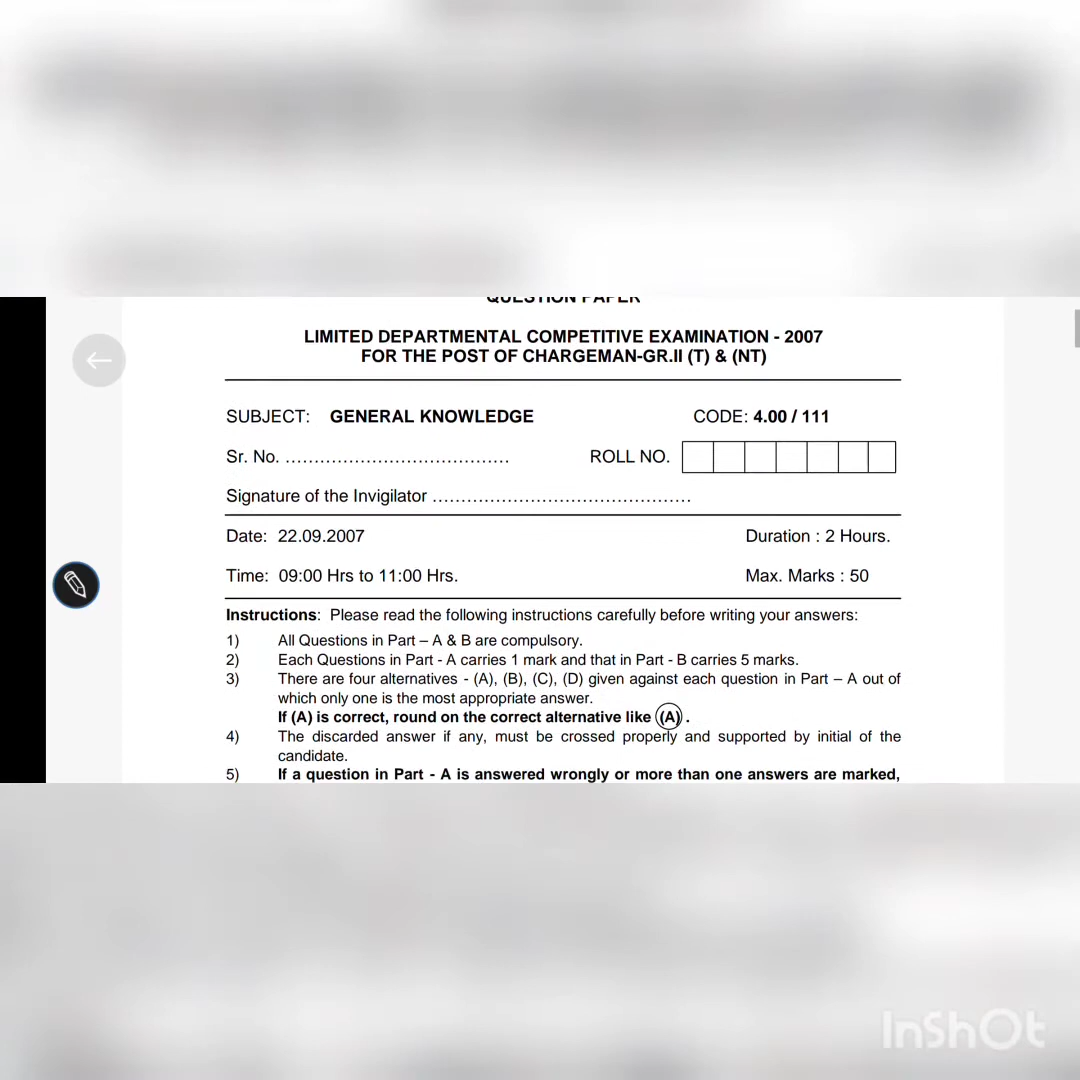 QUESTION PAPER
LIMITED DEPARTMENTAL COMPETITIVE EXAMINATION - 2007
FOR THE POST OF CHARGEMAN-GR.II (T) & (NT)
SUBJECT: GENERAL KNOWLEDGE CODE: 4.00 / 111
Sr. No. ....................................... ROLL NO.
Signature of the Invigilator .............................................
Date: 22.09.2007 Duration : 2 Hours.
Time: 09:00 Hrs to 11:00 Hrs. Max. Marks : 50
Instructions: Please read the following instructions carefully before writing your answers:
1) All Questions in Part – A & B are compulsory.
2) Each Questions in Part - A carries 1 mark and that in Part - B carries 5 marks.
3) There are four alternatives - (A), (B), (C), (D) given against each question in Part – A out of
which only one is the most appropriate answer.
If (A) is correct, round on the correct alternative like (A) .
4) The discarded answer if any, must be crossed properly and supported by initial of the
candidate.
5) If a question in Part - A is answered wrongly or more than one answers are marked,
InShOt